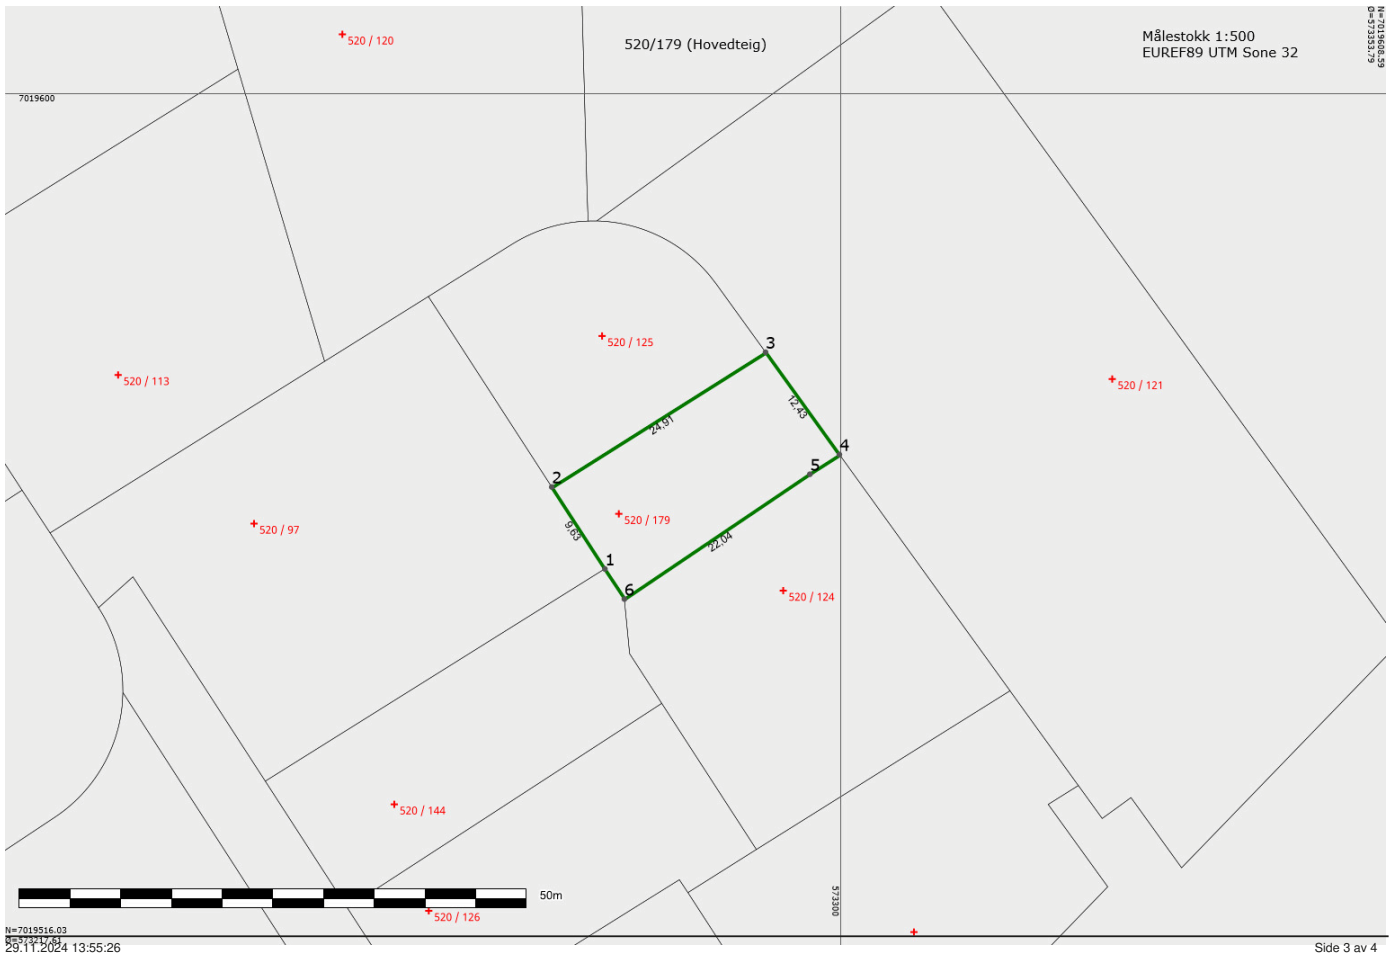 520 / 120
520/179 (Hovedteig)
Målestokk 1:500
EUREF89 UTM Sone 32
N=7019608.59
Ø=573353.79
7019600
520 / 125
3
520 / 113
520 / 121
12,43
24,91
4
5
2
520 / 179
520 / 97
9,63
22,04
1
6
520 / 124
520 / 144
573300
50m
520 / 126
N=7019516.03
Ø=573217.61
29.11.2024 13:55:26
Side 3 av 4